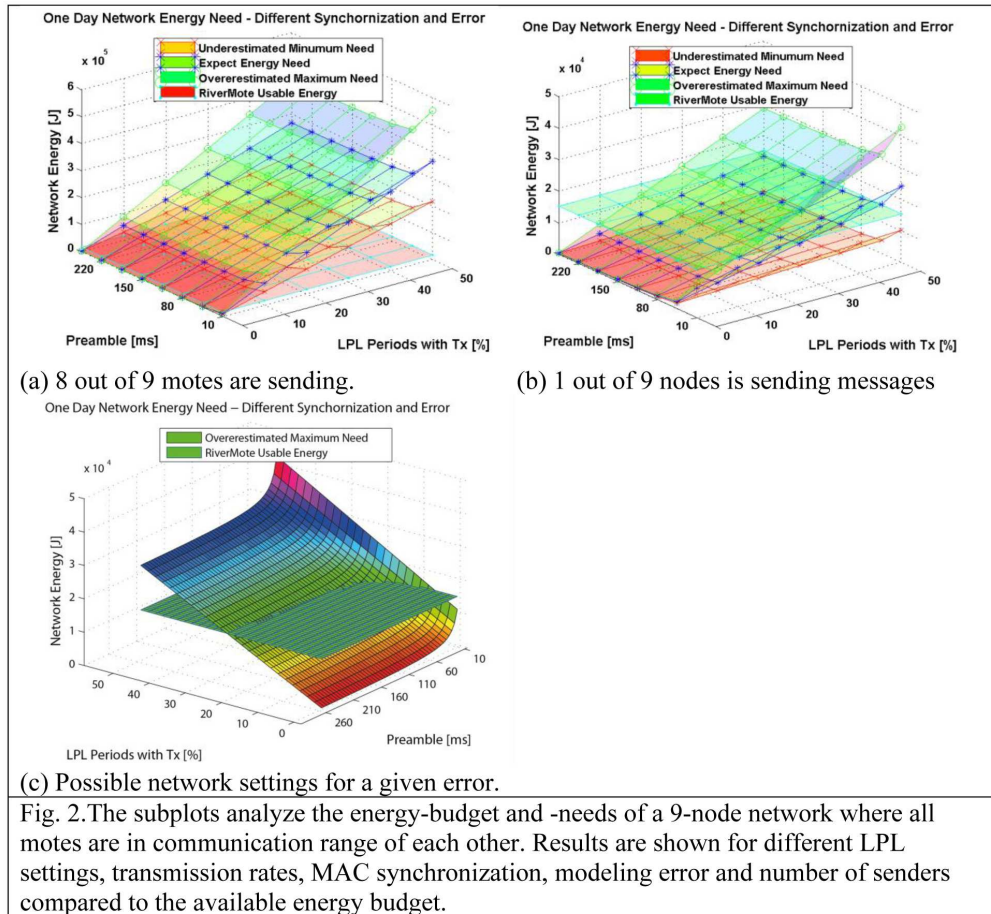 One Day Network Energy Need - Different Synchornization and Error
Underestimated Minumum Need
Expect Energy Need
Overerestimated Maximum Need
RiverMote Usable Energy
x 10^5
Network Energy [J]
6
5
4
3
2
1
0
220
150
80
10
Preamble [ms]
0
10
20
30
40
50
LPL Periods with Tx [%]
(a) 8 out of 9 motes are sending.
One Day Network Energy Need - Different Synchornization and Error
Underestimated Minumum Need
Expected Energy Need
Overerestimated Maximum Need
RiverMote Usable Energy
x 10^4
Network Energy [J]
5
4
3
2
1
0
220
150
80
10
Preamble [ms]
0
10
20
30
40
50
LPL Periods with Tx [%]
(b) 1 out of 9 nodes is sending messages
One Day Network Energy Need – Different Synchornization and Error
Overerestimated Maximum Need
RiverMote Usable Energy
x 10^4
Network Energy [J]
5
4
3
2
1
0
50
40
30
20
10
0
LPL Periods with Tx [%]
260
210
160
110
60
10
Preamble [ms]
(c) Possible network settings for a given error.
Fig. 2.The subplots analyze the energy-budget and -needs of a 9-node network where all
motes are in communication range of each other. Results are shown for different LPL
settings, transmission rates, MAC synchronization, modeling error and number of senders
compared to the available energy budget.